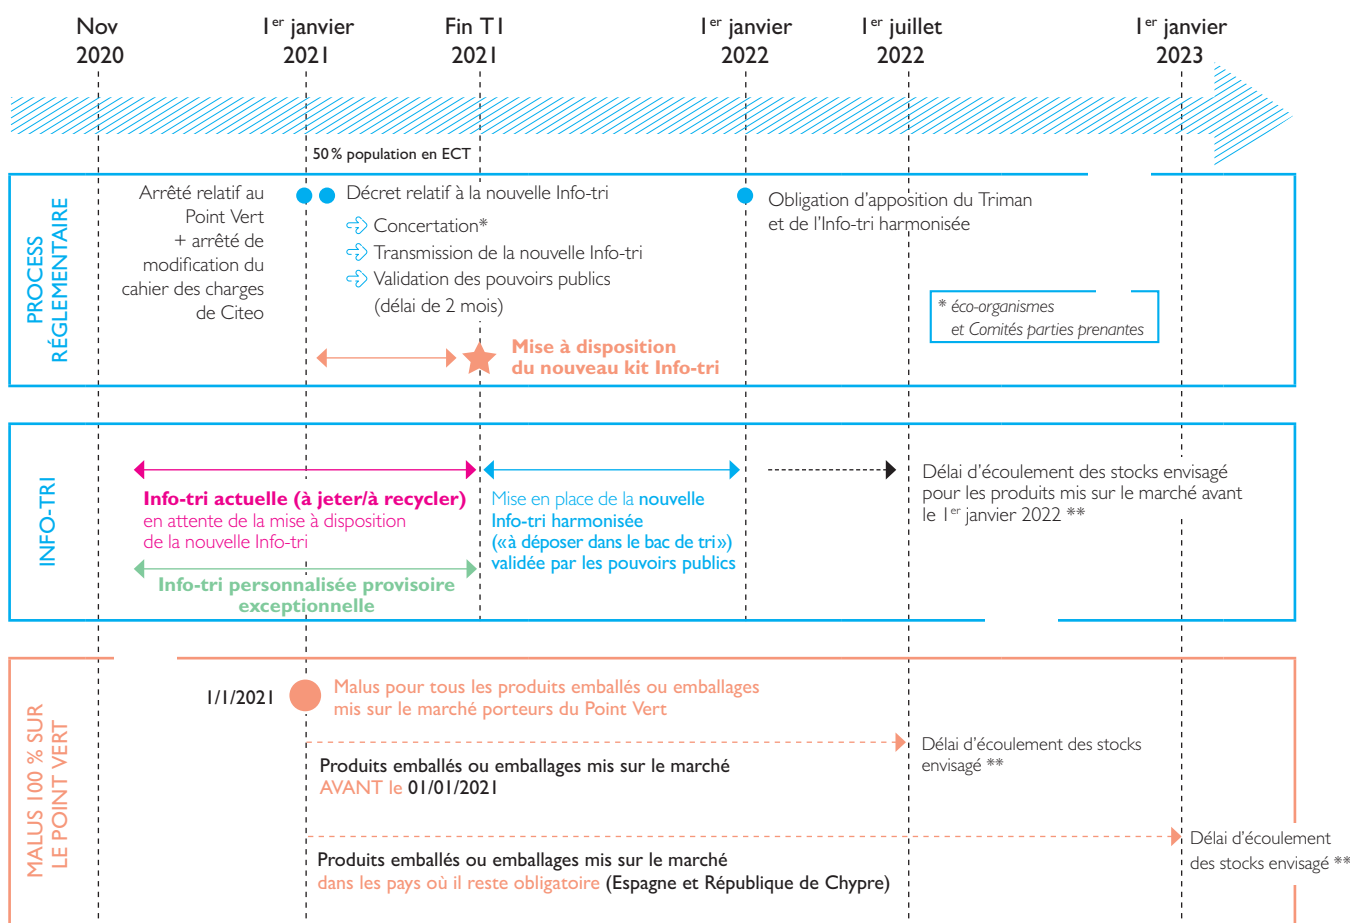 Nov
2020
1er janvier
2021
Fin T1
2021
1er janvier
2022
1er juillet
2022
1er janvier
2023
50 % population en ECT
PROCESS
RÉGLEMENTAIRE
Arrêté relatif au
Point Vert
+ arrêté de
modification du
cahier des charges
de Citeo
Décret relatif à la nouvelle Info-tri
Concertation*
Transmission de la nouvelle Info-tri
Validation des pouvoirs publics
(délai de 2 mois)
Mise à disposition
du nouveau kit Info-tri
Obligation d'apposition du Triman
et de l'Info-tri harmonisée
* éco-organismes
et Comités parties prenantes
INFO-TRI
Info-tri actuelle (à jeter/à recycler)
en attente de la mise à disposition
de la nouvelle Info-tri
Info-tri personnalisée provisoire
exceptionnelle
Mise en place de la nouvelle
Info-tri harmonisée
(«à déposer dans le bac de tri»)
validée par les pouvoirs publics
Délai d'écoulement des stocks envisagé
pour les produits mis sur le marché avant
le 1er janvier 2022 **
MALUS 100 % SUR
LE POINT VERT
1/1/2021
Malus pour tous les produits emballés ou emballages
mis sur le marché porteurs du Point Vert
Produits emballés ou emballages mis sur le marché
AVANT le 01/01/2021
Délai d'écoulement des stocks
envisagé **
Produits emballés ou emballages mis sur le marché
dans les pays où il reste obligatoire (Espagne et République de Chypre)
Délai d'écoulement
des stocks envisagé **